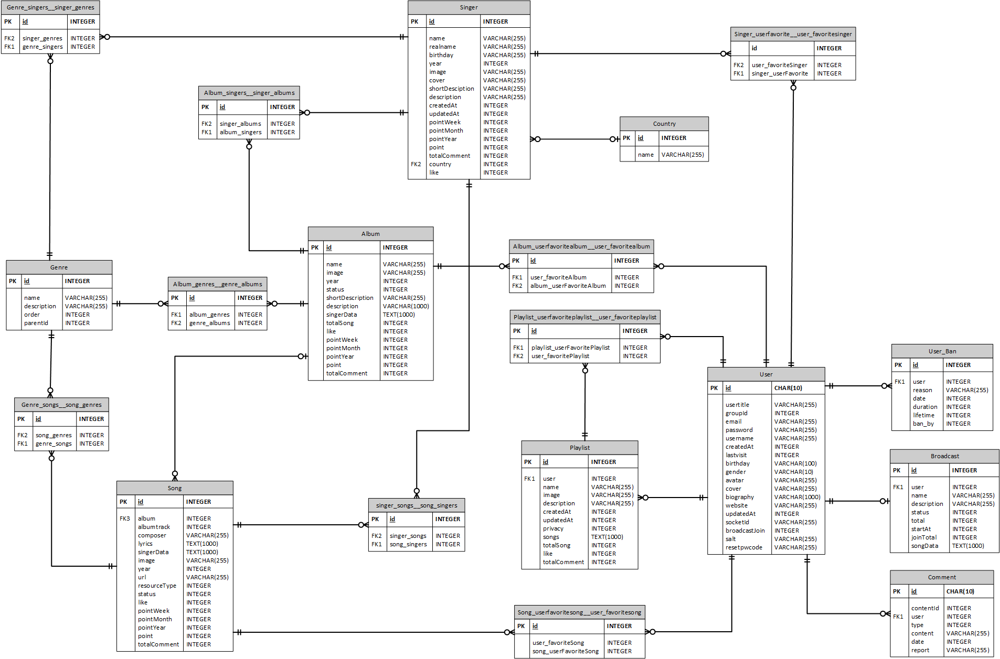 Genre_singers__singer_genres
PK id INTEGER
FK2 singer_genres INTEGER
FK1 genre_singers INTEGER
Singer
PK id INTEGER
name VARCHAR(255)
realname VARCHAR(255)
birthday VARCHAR(255)
year INTEGER
image VARCHAR(255)
cover VARCHAR(255)
shortDesciption VARCHAR(255)
description VARCHAR(255)
createdAt INTEGER
updatedAt INTEGER
pointWeek INTEGER
pointMonth INTEGER
pointYear INTEGER
point INTEGER
totalComment INTEGER
FK2 country INTEGER
like INTEGER
Singer_userfavorite__user_favoritesinger
id INTEGER
FK2 user_favoriteSinger INTEGER
FK1 singer_userFavorite INTEGER
Album_singers__singer_albums
PK id INTEGER
FK2 singer_albums INTEGER
FK1 album_singers INTEGER
Country
PK id INTEGER
name VARCHAR(255)
Album
PK id INTEGER
name VARCHAR(255)
image VARCHAR(255)
year INTEGER
status INTEGER
shortDescription VARCHAR(255)
description VARCHAR(1000)
singerData TEXT(1000)
totalSong INTEGER
like INTEGER
pointWeek INTEGER
pointMonth INTEGER
pointYear INTEGER
point INTEGER
totalComment INTEGER
Album_userfavoritealbum__user_favoritealbum
PK id INTEGER
FK1 user_favoriteAlbum INTEGER
FK2 album_userFavoriteAlbum INTEGER
Genre
PK id INTEGER
name VARCHAR(255)
description VARCHAR(255)
order INTEGER
parentId INTEGER
Album_genres__genre_albums
PK id INTEGER
FK1 album_genres INTEGER
FK2 genre_albums INTEGER
Playlist_userfavoriteplaylist__user_favoriteplaylist
PK id INTEGER
FK1 playlist_userFavoritePlaylist INTEGER
FK2 user_favoritePlaylist INTEGER
User_Ban
PK id INTEGER
FK1 user INTEGER
reason VARCHAR(255)
date INTEGER
duration INTEGER
lifetime INTEGER
ban_by INTEGER
User
PK id CHAR(10)
usertitle VARCHAR(255)
groupId INTEGER
email VARCHAR(255)
password VARCHAR(255)
username VARCHAR(255)
createdAt INTEGER
lastvisit INTEGER
birthday VARCHAR(100)
gender VARCHAR(10)
avatar VARCHAR(255)
cover VARCHAR(255)
biography VARCHAR(1000)
website VARCHAR(255)
updatedAt INTEGER
socketId VARCHAR(255)
broadcastJoin INTEGER
salt VARCHAR(255)
resetpwcode VARCHAR(255)
Genre_songs__song_genres
PK id INTEGER
FK2 song_genres INTEGER
FK1 genre_songs INTEGER
Playlist
PK id INTEGER
FK1 user INTEGER
name VARCHAR(255)
image VARCHAR(255)
description VARCHAR(255)
createdAt INTEGER
updatedAt INTEGER
privacy INTEGER
songs TEXT(1000)
totalSong INTEGER
like INTEGER
totalComment INTEGER
Broadcast
PK id INTEGER
FK1 user INTEGER
name VARCHAR(255)
description VARCHAR(255)
status INTEGER
total INTEGER
startAt INTEGER
joinTotal INTEGER
songData TEXT(1000)
Song
PK id INTEGER
FK3 album INTEGER
albumtrack INTEGER
composer VARCHAR(255)
lyrics TEXT(1000)
singerData TEXT(1000)
image VARCHAR(255)
year INTEGER
url VARCHAR(255)
resourceType INTEGER
status INTEGER
like INTEGER
pointWeek INTEGER
pointMonth INTEGER
pointYear INTEGER
point INTEGER
totalComment INTEGER
singer_songs__song_singers
PK id INTEGER
FK2 singer_songs INTEGER
FK1 song_singers INTEGER
Comment
PK id CHAR(10)
contentId INTEGER
FK1 user INTEGER
type INTEGER
content VARCHAR(255)
date INTEGER
report VARCHAR(255)
Song_userfavoritesong__user_favoritesong
PK id INTEGER
user_favoriteSong INTEGER
song_userFavoriteSong INTEGER